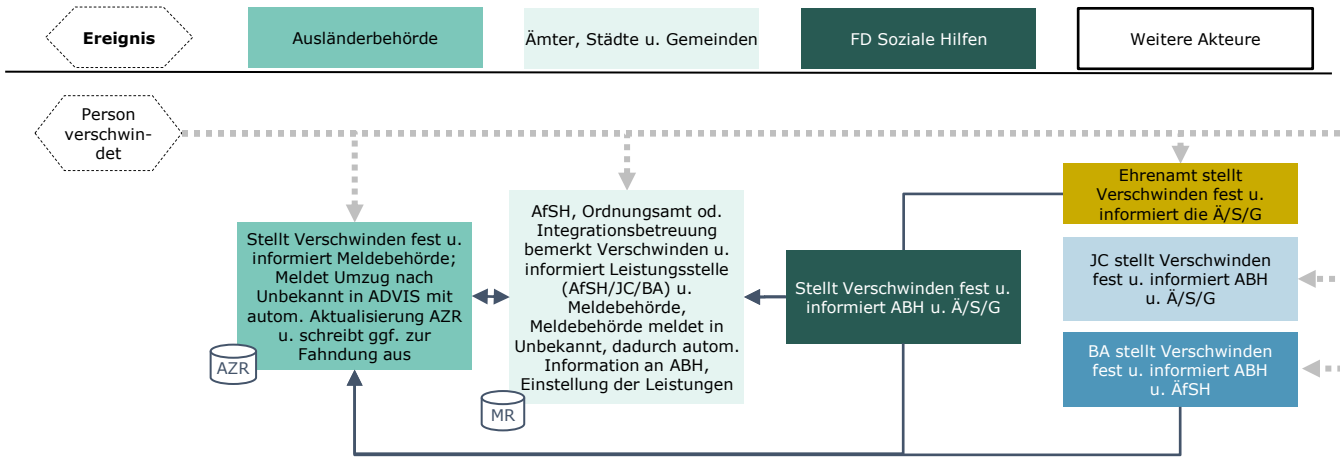 Ereignis
Ausländerbehörde
Ämter, Städte u. Gemeinden
FD Soziale Hilfen
Weitere Akteure
Person
verschwin-
det
Stellt Verschwinden fest u.
informiert Meldebehörde;
Meldet Umzug nach
Unbekannt in ADVIS mit
autom. Aktualisierung AZR
u. schreibt ggf. zur
Fahndung aus
AZR
AfSH, Ordnungsamt od.
Integrationsbetreuung
bemerkt Verschwinden u.
informiert Leistungsstelle
(AfSH/JC/BA) u.
Meldebehörde,
Meldebehörde meldet in
Unbekannt, dadurch autom.
Information an ABH,
Einstellung der Leistungen
MR
Stellt Verschwinden fest u.
informiert ABH u. Ä/S/G
Ehrenamt stellt
Verschwinden fest u.
informiert die Ä/S/G
JC stellt Verschwinden
fest u. informiert ABH
u. Ä/S/G
BA stellt Verschwinden
fest u. informiert ABH
u. ÄfSH